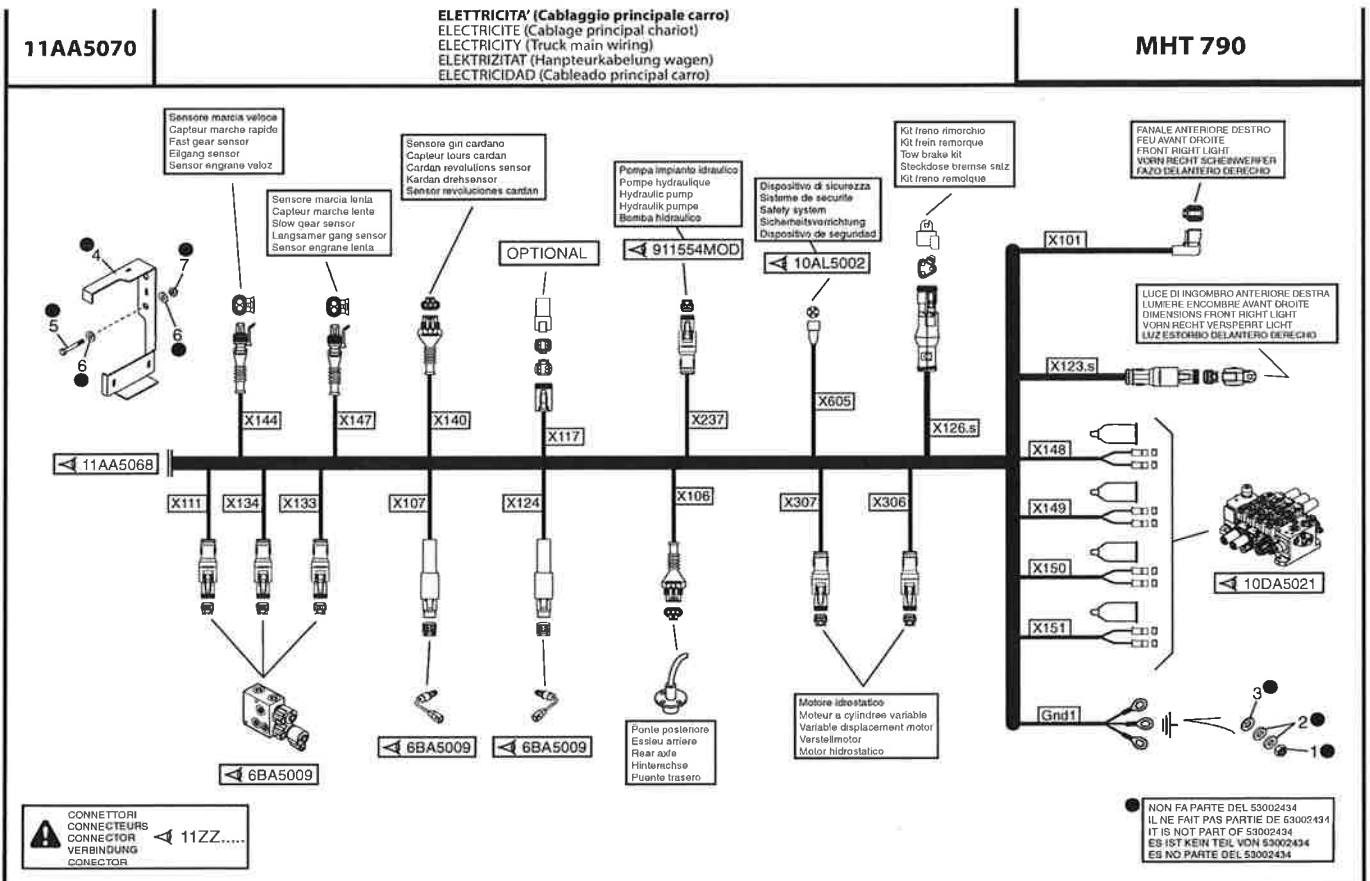 11AA5070
ELETTRICITA' (Cablaggio principale carro)
ELECTRICITE (Cablage principal chariot)
ELECTRICITY (Truck main wiring)
ELEKTRIZITAT (Hanpteurkabelung wagen)
ELECTRICIDAD (Cableado principal carro)
MHT 790
Sensore marcia veloce
Capteur marche rapide
Fast gear sensor
Eilgang sensor
Sensor engrane veloz
Sensore marcia lenta
Capteur marche lente
Slow gear sensor
Langsamer gang sensor
Sensor engrane lenta
Sensore giri cardano
Capteur tours cardan
Cardan revolutions sensor
Kardan drehsensor
Sensor revoluciones cardan
OPTIONAL
Pompa impianto idraulico
Pompe hydraulique
Hydraulic pump
Hydraulik pumpe
Bomba hidraulico
911554MOD
Dispositivo di sicurezza
Sisteme de securite
Safety system
Sicherheitsvorrichtung
Dispositivo de seguridad
10AL5002
Kit freno rimorchio
Kit frein remorque
Tow brake kit
Steckdose bremse salz
Kit freno remolque
FANALE ANTERIORE DESTRO
FEU AVANT DROITE
FRONT RIGHT LIGHT
VORN RECHT SCHEINWERFER
FAZO DELANTERO DERECHO
X101
LUCE DI INGOMBRO ANTERIORE DESTRA
LUMIERE ENCOMBRE AVANT DROITE
DIMENSIONS FRONT RIGHT LIGHT
VORN RECHT VERSPERRT LICHT
LUZ ESTORBO DELANTERO DERECHO
X123.s
4
7
5
6
6
X144
X147
X140
X117
X237
X605
X126.s
11AA5068
X111
X134
X133
X107
X124
X106
X307
X306
X148
X149
X150
X151
10DA5021
Gnd1
3
2
1
6BA5009
6BA5009
6BA5009
Ponte posteriore
Essieu arriere
Rear axle
Hinterachse
Puente trasero
Motore idrostatico
Moteur a cylindree variable
Variable displacement motor
Verstellmotor
Motor hidrostatico
CONNETTORI
CONNECTEURS
CONNECTOR
VERBINDUNG
CONECTOR
11ZZ.....
NON FA PARTE DEL 53002434
IL NE FAIT PAS PARTIE DE 53002434
IT IS NOT PART OF 53002434
ES IST KEIN TEIL VON 53002434
ES NO PARTE DEL 53002434